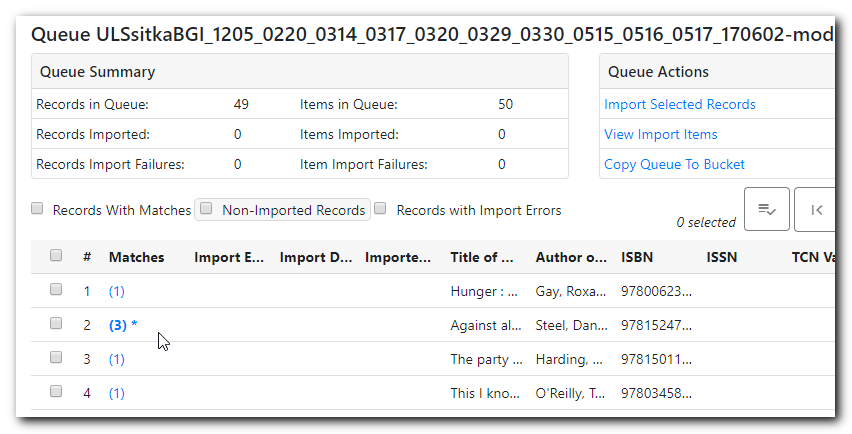 Queue ULSsitkaBGI_1205_0220_0314_0317_0320_0329_0330_0515_0516_0517_170602-mod
Queue Summary
Records in Queue: 49 Items in Queue: 50
Records Imported: 0 Items Imported: 0
Records Import Failures: 0 Item Import Failures: 0
Queue Actions
Import Selected Records
View Import Items
Copy Queue To Bucket
Records With Matches Non-Imported Records Records with Import Errors
0 selected
# Matches Import E... Import D... Importe... Title of ... Author o... ISBN ISSN TCN Va
1 (1) Hunger : ... Gay, Roxa... 97800623...
2 (3) * Against al... Steel, Dan... 97815247...
3 (1) The party ... Harding, ... 97815011...
4 (1) This I kno... O'Reilly, T... 97803458...